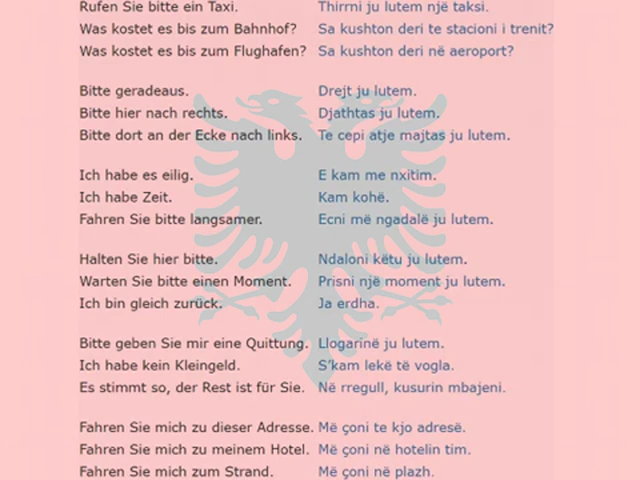 Rufen Sie bitte ein Taxi. Thirrni ju lutem një taksi.
Was kostet es bis zum Bahnhof? Sa kushton deri te stacioni i trenit?
Was kostet es bis zum Flughafen? Sa kushton deri në aeroport?
Bitte geradeaus. Drejt ju lutem.
Bitte hier nach rechts. Djathtas ju lutem.
Bitte dort an der Ecke nach links. Te cepi atje majtas ju lutem.
Ich habe es eilig. E kam me nxitim.
Ich habe Zeit. Kam kohë.
Fahren Sie bitte langsamer. Ecni më ngadalë ju lutem.
Halten Sie hier bitte. Ndaloni këtu ju lutem.
Warten Sie bitte einen Moment. Prisni një moment ju lutem.
Ich bin gleich zurück. Ja erdha.
Bitte geben Sie mir eine Quittung. Llogarinë ju lutem.
Ich habe kein Kleingeld. S'kam lekë të vogla.
Es stimmt so, der Rest ist für Sie. Në rregull, kusurin mbajeni.
Fahren Sie mich zu dieser Adresse. Më çoni te kjo adresë.
Fahren Sie mich zu meinem Hotel. Më çoni në hotelin tim.
Fahren Sie mich zum Strand. Më çoni në plazh.